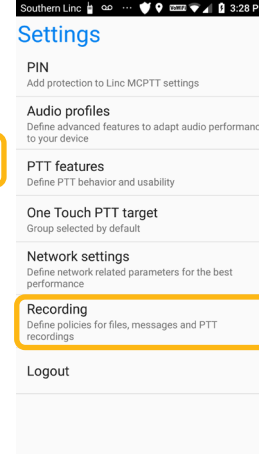 Southern Linc 3:28 P
Settings
PIN
Add protection to Linc MCPTT settings
Audio profiles
Define advanced features to adapt audio performanc
to your device
PTT features
Define PTT behavior and usability
One Touch PTT target
Group selected by default
Network settings
Define network related parameters for the best
performance
Recording
Define policies for files, messages and PTT
recordings
Logout